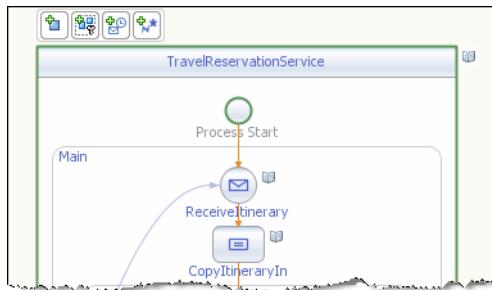 TravelReservationService
Process Start
Main
ReceiveItinerary
CopyItineraryIn